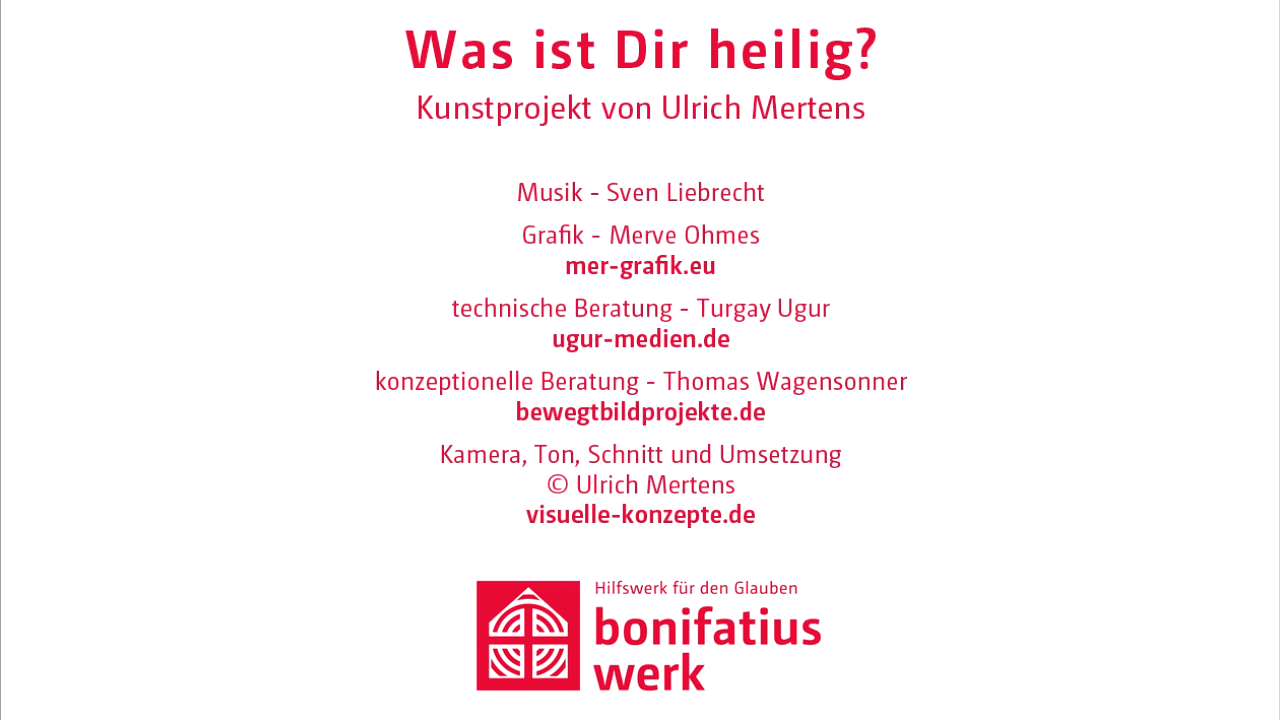 Was ist Dir heilig?
Kunstprojekt von Ulrich Mertens
Musik - Sven Liebrecht
Grafik - Merve Ohmes
mer-grafik.eu
technische Beratung - Turgay Ugur
ugur-medien.de
konzeptionelle Beratung - Thomas Wagensonner
bewegtbildprojekte.de
Kamera, Ton, Schnitt und Umsetzung
© Ulrich Mertens
visuelle-konzepte.de
Hilfswerk für den Glauben
bonifatius
werk